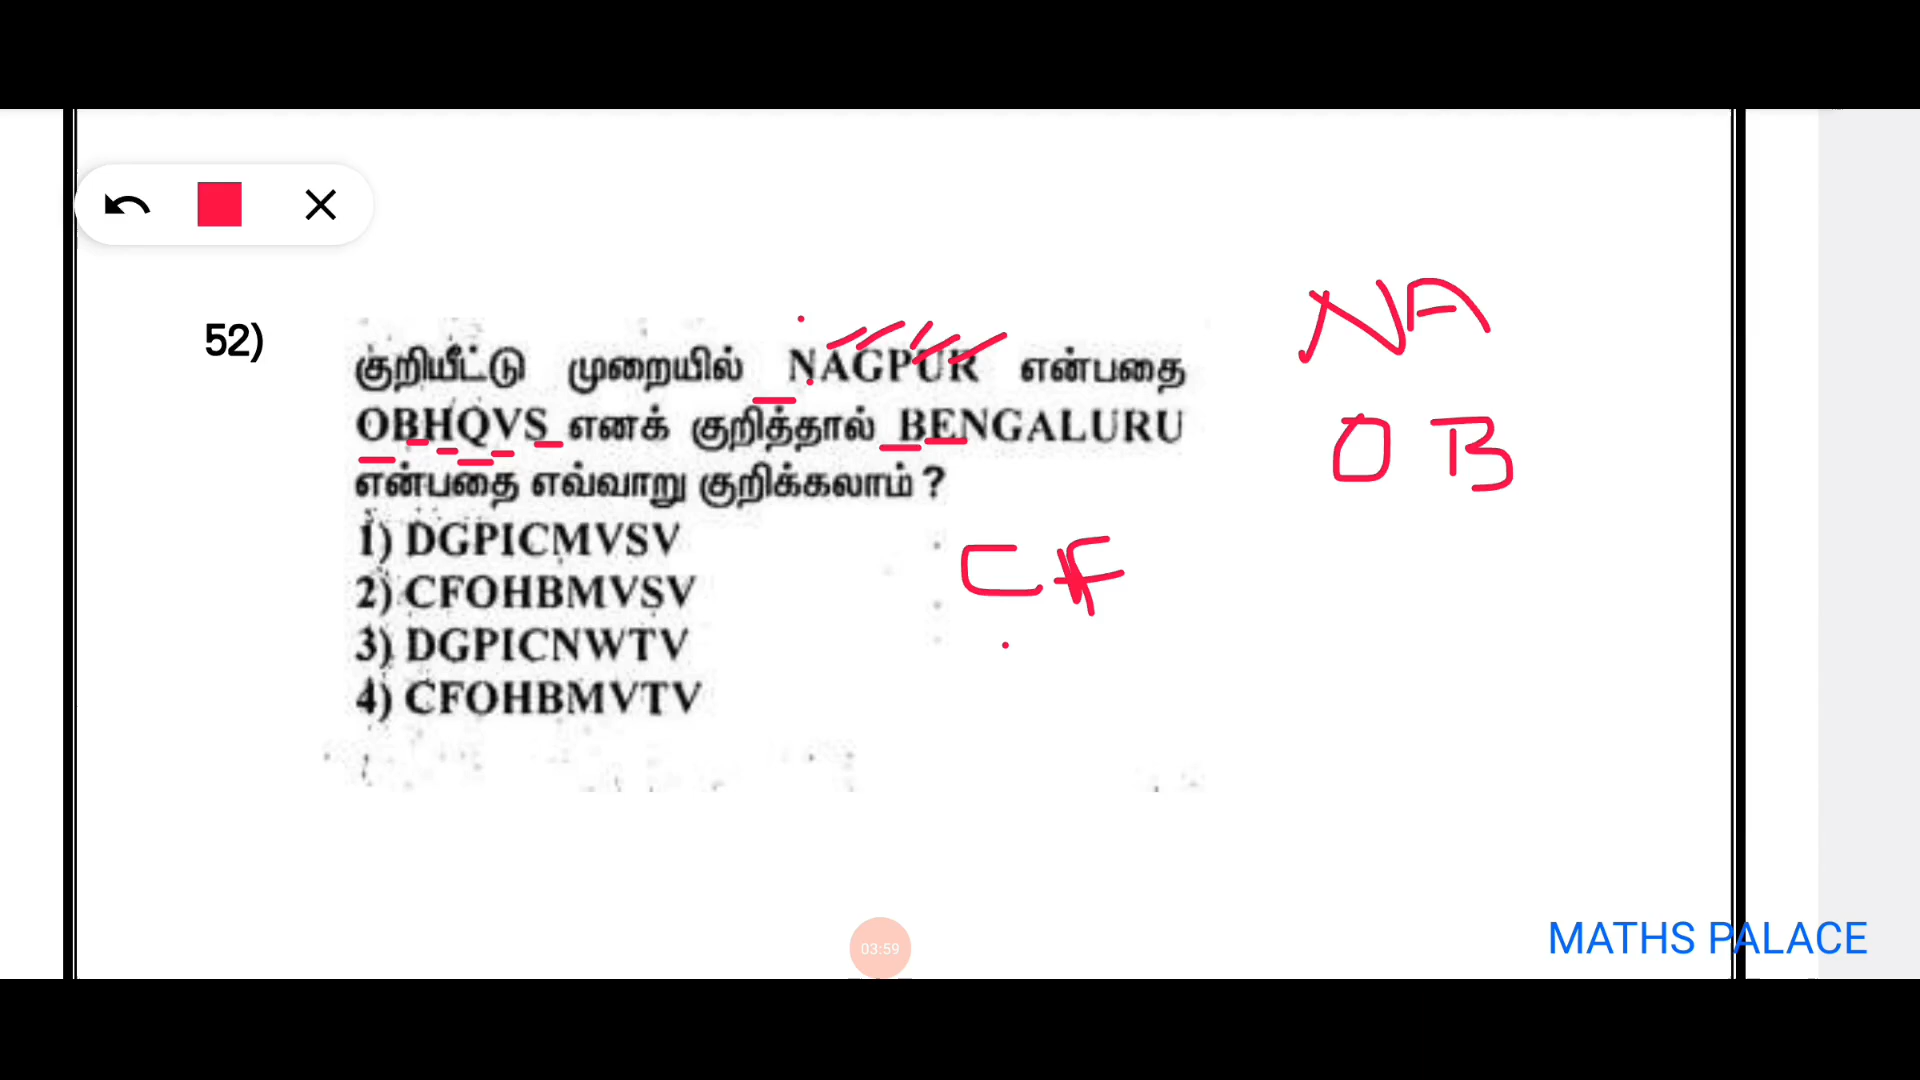 52)
குறியீட்டு முறையில் NAGPUR என்பதை
OBHQVS எனக் குறித்தால் BENGALURU
என்பதை எவ்வாறு குறிக்கலாம் ?
1) DGPICMVSV
2) CFOHBMVSV
3) DGPICNWTV
4) CFOHBMVTV
NA
OB
CF
03:59
MATHS PALACE